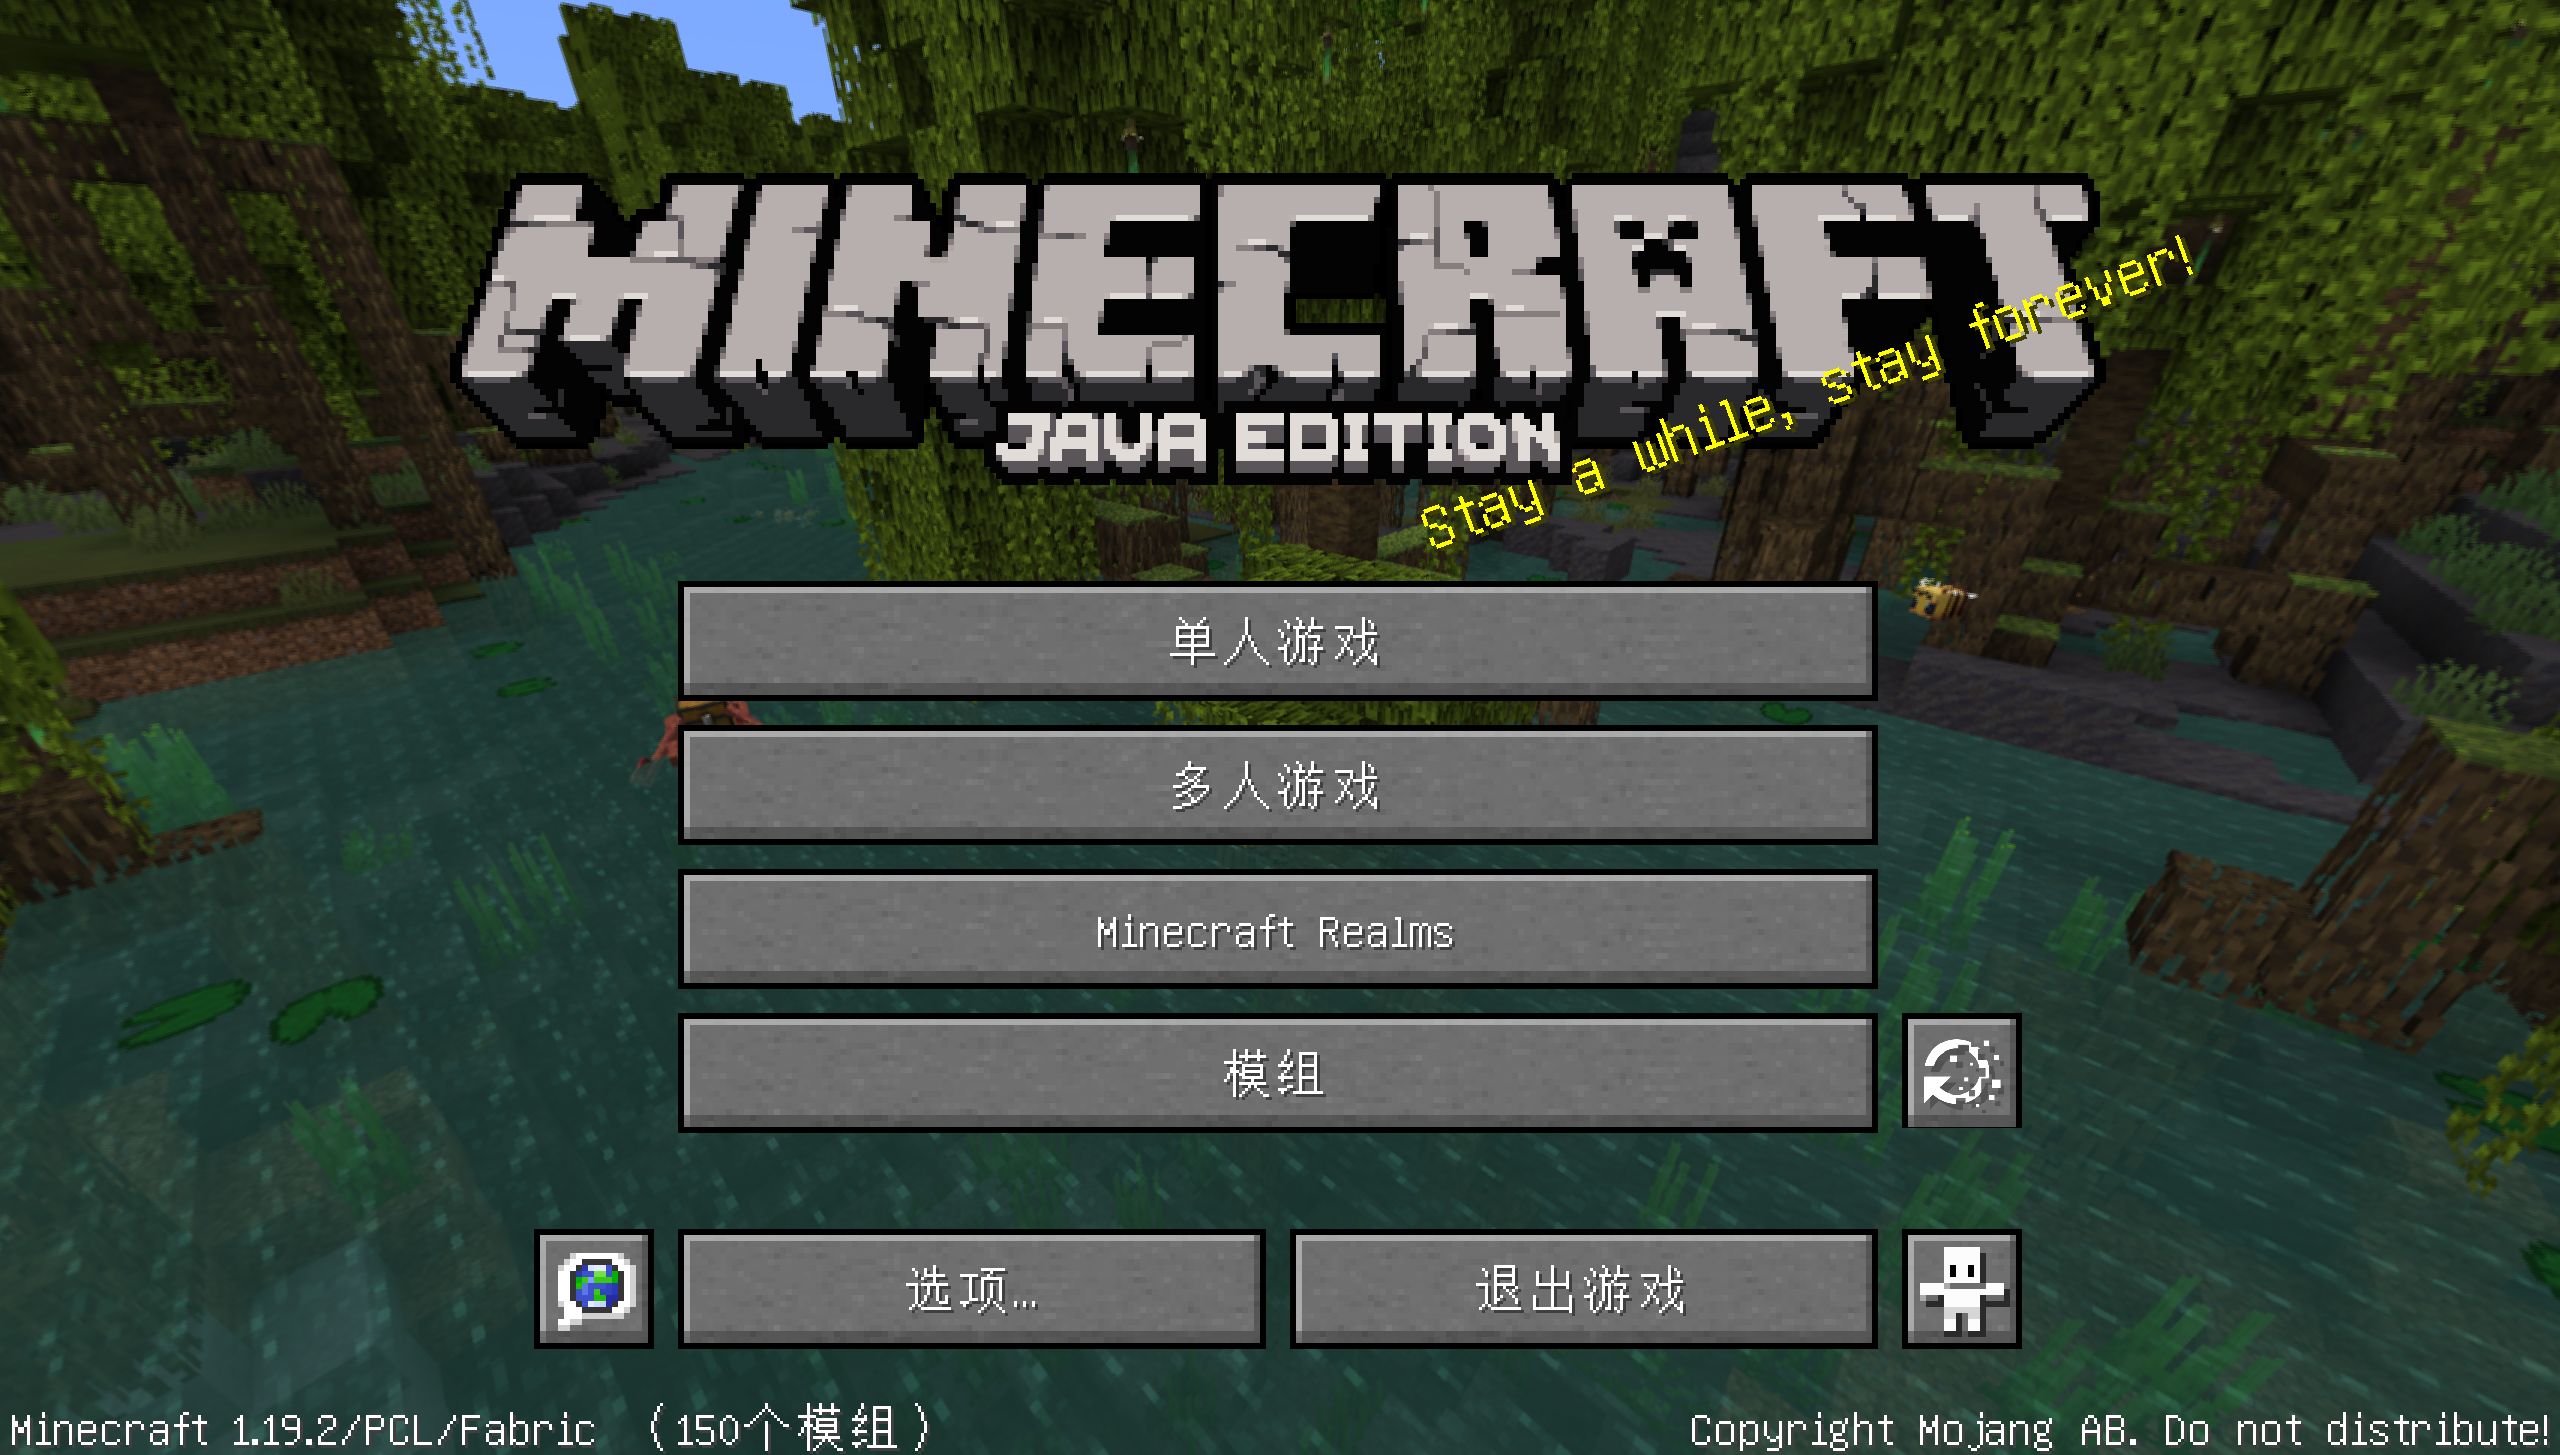 MINECRAFT
JAVA EDITION
Stay a while, stay forever!
单人游戏
多人游戏
Minecraft Realms
模组
选项...
退出游戏
Minecraft 1.19.2/PCL/Fabric （150个模组）
Copyright Mojang AB. Do not distribute!